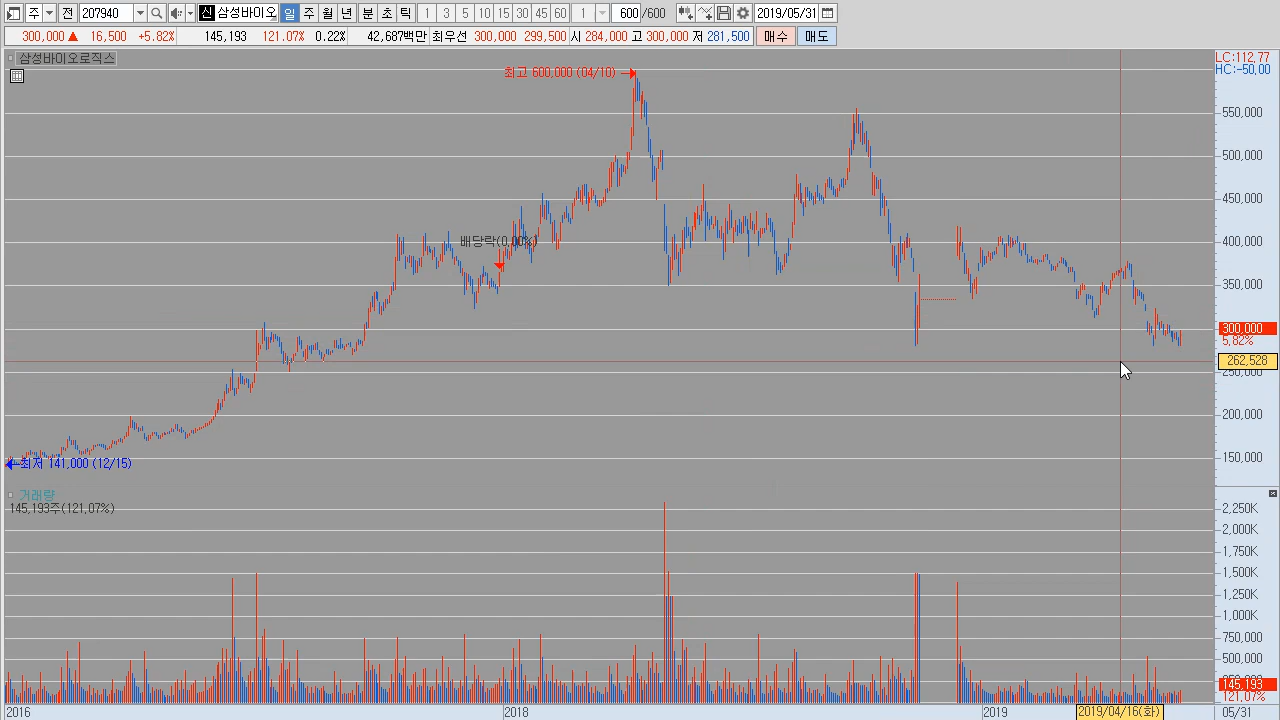 주 전 207940 신 삼성바이오 일 주 월 년 분 초 틱 1 3 5 10 15 30 45 60 1 600 /600 2019/05/31
300,000 ▲ 16,500 +5.82% 145,193 121.07% 0.22% 42,687백만 최우선 300,000 299,500 시 284,000 고 300,000 저 281,500 매수 매도
삼성바이오로직스
LC:112,77
HC:-50,00
최고 600,000 (04/10)
550,000
500,000
450,000
배당락(0,00%)
400,000
350,000
300,000
5,82%
262,528
250,000
200,000
최저 141,000 (12/15)
150,000
거래량
145,193주(121,07%)
2,250K
2,000K
1,750K
1,500K
1,250K
1,000K
750,000
500,000
145,193
121,07%
2016 2018 2019 2019/04/16(화) 05/31